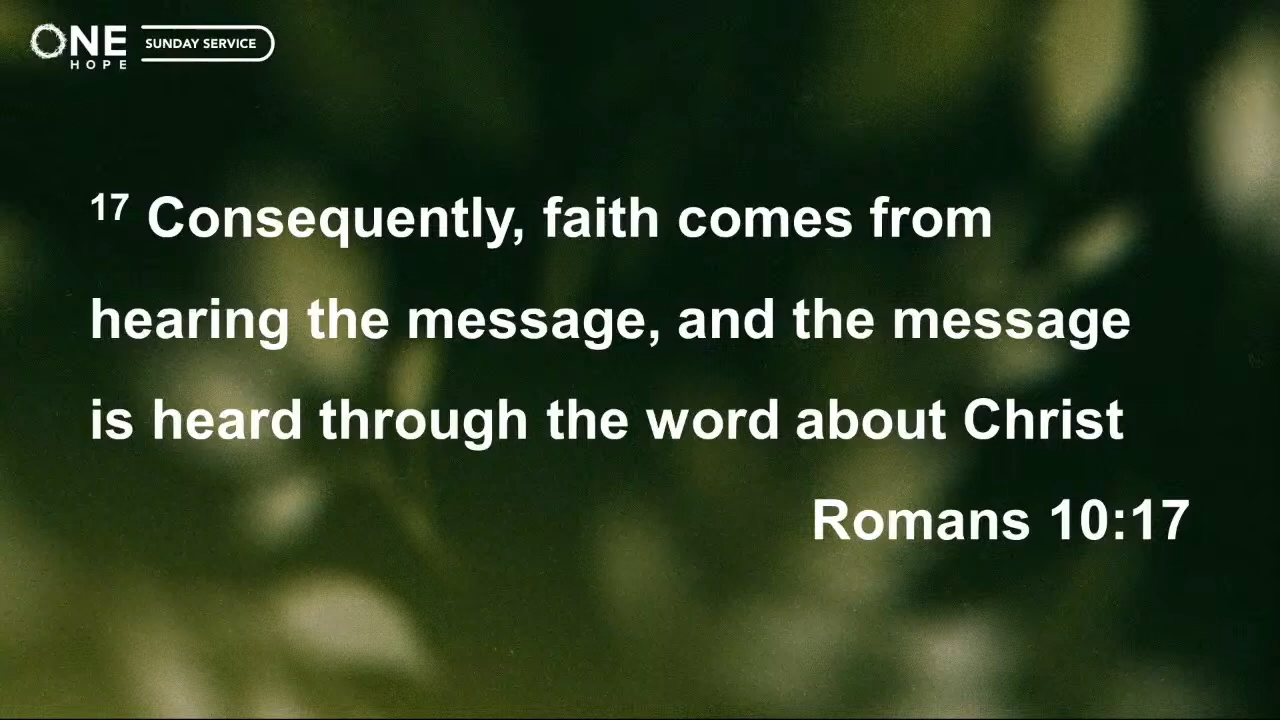 ONE
HOPE
SUNDAY SERVICE
17 Consequently, faith comes from
hearing the message, and the message
is heard through the word about Christ
Romans 10:17